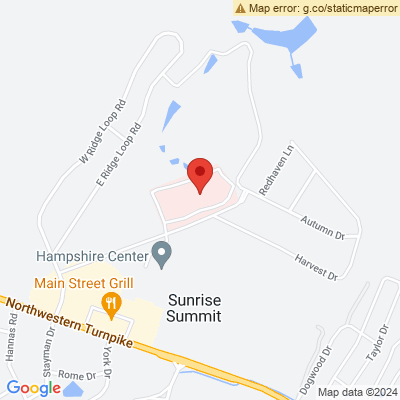 Map error: g.co/staticmaperror
W Ridge Loop Rd
E Ridge Loop Rd
Redhaven Ln
Autumn Dr
Hampshire Center
Harvest Dr
Main Street Grill
Sunrise
Summit
Northwestern Turnpike
Hannas Rd
Stayman Dr
York Dr
Rome Dr
Dogwood Dr
Taylor Dr
Google
Map data ©2024